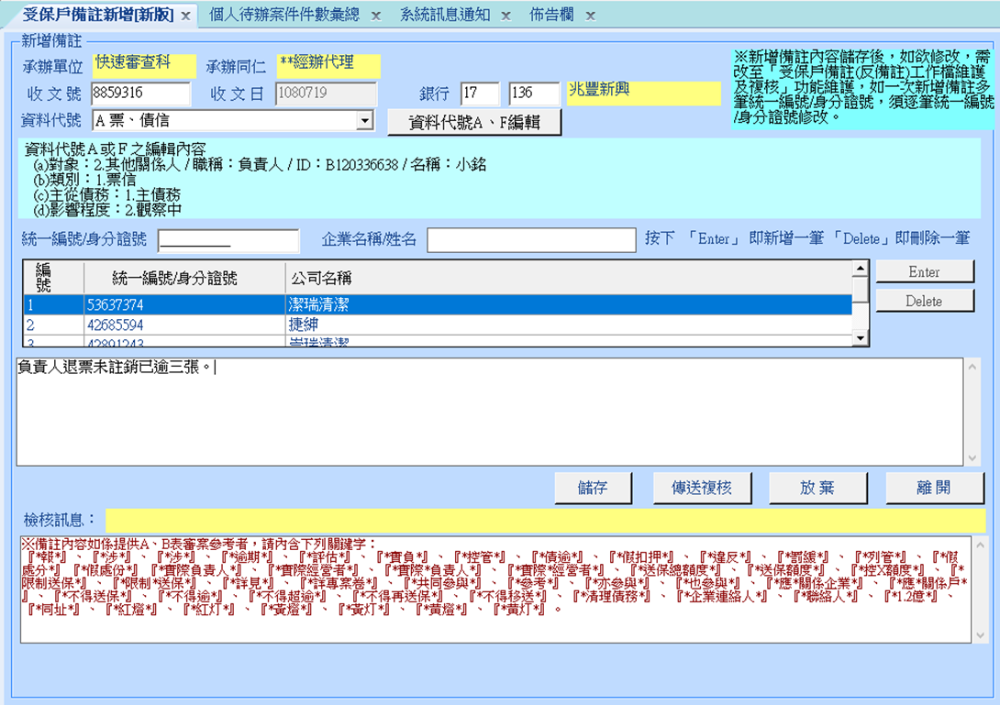 受保戶備註新增[新版] x 個人待辦案件件數彙總 x 系統訊息通知 x 佈告欄 x
新增備註
承辦單位 快速審查科 承辦同仁 **經辦代理
收文號 8859316 收文日 1080719 銀行 17 136 兆豐新興
資料代號 A 票、債信 資料代號A、F編輯
※新增備註內容儲存後，如欲修改，需
改至「受保戶備註(反備註)工作檔維護
及複核」功能維護，如一次新增備註多
筆統一編號/身分證號，須逐筆統一編號
/身分證號修改。
資料代號 A 或 F 之編輯內容
(a)對象：2.其他關係人 / 職稱：負責人 / ID：B120336638 / 名稱：小銘
(b)類別：1.票信
(c)主從債務：1.主債務
(d)影響程度：2.觀察中
統一編號/身分證號 企業名稱/姓名 按下 「Enter」 即新增一筆 「Delete」即刪除一筆
編號 統一編號/身分證號 公司名稱
1 53637374 潔瑞清潔
2 42685594 捷紳
3 42891243 崇瑞清潔
Enter
Delete
負責人退票未註銷已逾三張。
儲存 傳送複核 放棄 離開
檢核訊息：
※備註內容如係提供A、B表審案參考者，請內含下列關鍵字：
『*報*』、『*涉*』、『*涉*』、『*逾期*』、『*評估*』、『*實負*』、『*控管*』、『*債逾*』、『*假扣押*』、『*違反*』、『*罰緩*』、『*列管*』、『*假
處分*』『*假處份*』『*實際負責人*』、『*實際經營者*』、『*實際*負責人*』、『*實際*經營者*』、『*送保總額度*』、『*送保額度*』、『*控X額度*』、『*
限制送保*』、『*限制*送保*』、『*詳見*』、『*詳專案卷*』、『*共同參與*』、『*參考*』、『*亦參與*』、『*也參與*』、『*應*關係企業*』、『*應*關係戶*
』、『*不得送保*』、『*不得逾*』、『*不得超逾*』、『*不得再送保*』、『*不得移送*』、『*清理債務*』、『*企業連絡人*』、『*聯絡人*』、『*1.2億*』、
『*同址*』、『*紅燈*』、『*紅灯*』、『*黃燈*』、『*黃灯*』、『*黄燈*』、『*黄灯*』。